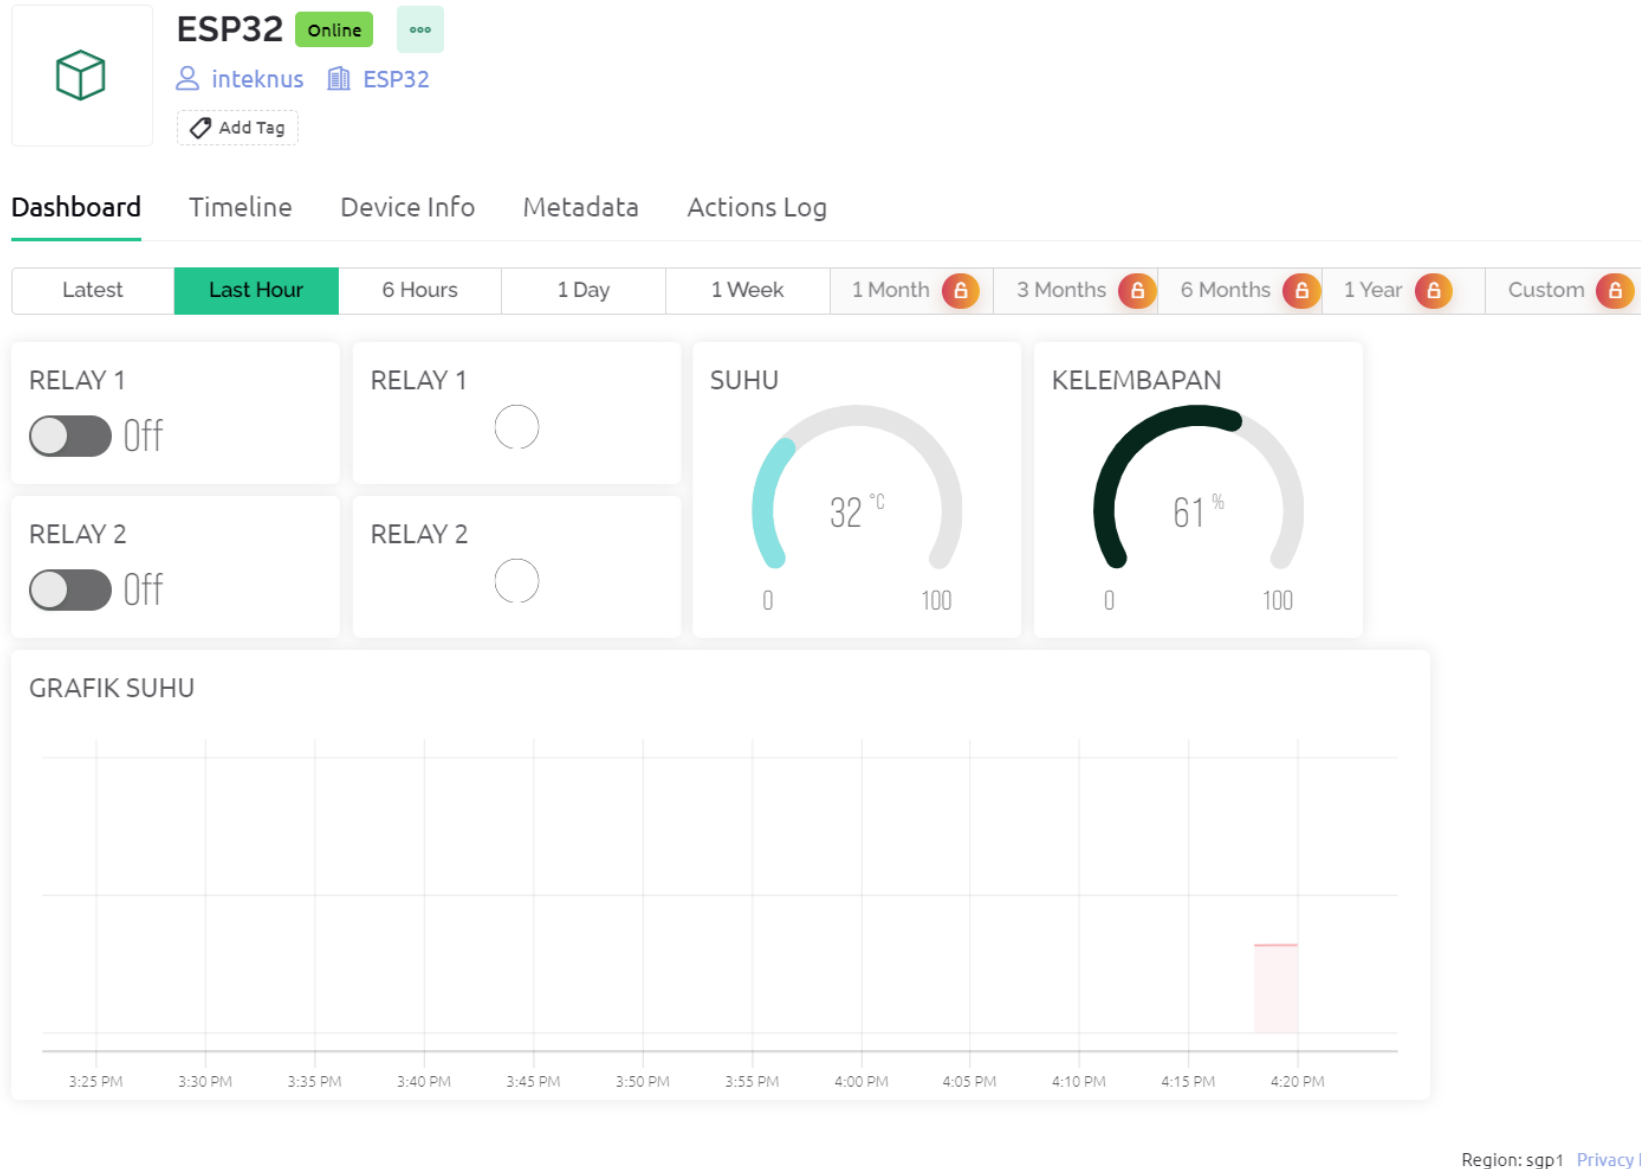 ESP32 Online
inteknus ESP32
Add Tag
Dashboard Timeline Device Info Metadata Actions Log
Latest Last Hour 6 Hours 1 Day 1 Week 1 Month 3 Months 6 Months 1 Year Custom
RELAY 1 RELAY 1 SUHU KELEMBAPAN
Off
32 °C 61 %
RELAY 2 RELAY 2
Off
0 100 0 100
GRAFIK SUHU
3:25 PM 3:30 PM 3:35 PM 3:40 PM 3:45 PM 3:50 PM 3:55 PM 4:00 PM 4:05 PM 4:10 PM 4:15 PM 4:20 PM
Region: sgp1 Privacy